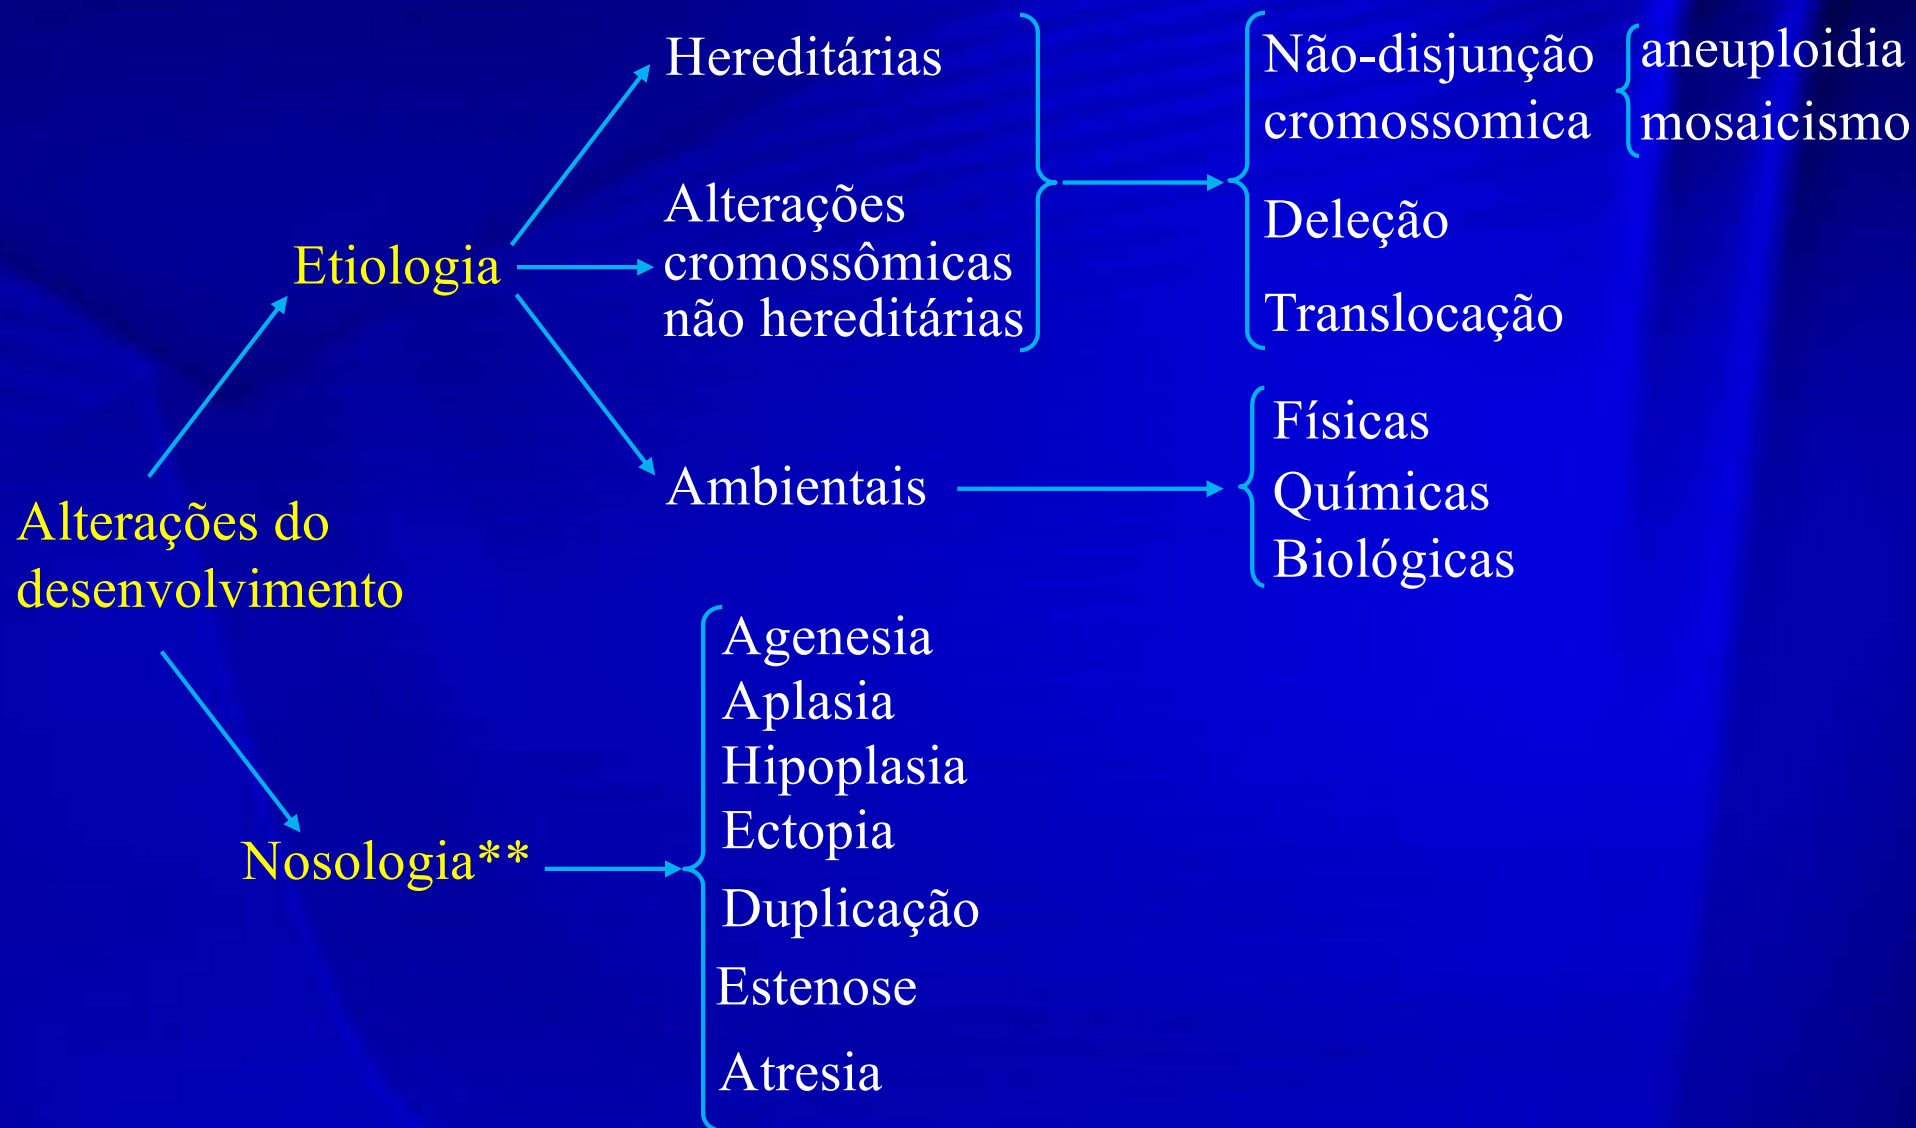 Hereditárias
Não-disjunção
cromossomica
aneuploidia
mosaicismo
Alterações
cromossômicas
não hereditárias
Deleção
Translocação
Etiologia
Físicas
Químicas
Biológicas
Ambientais
Alterações do
desenvolvimento
Agenesia
Aplasia
Hipoplasia
Ectopia
Nosologia**
Duplicação
Estenose
Atresia